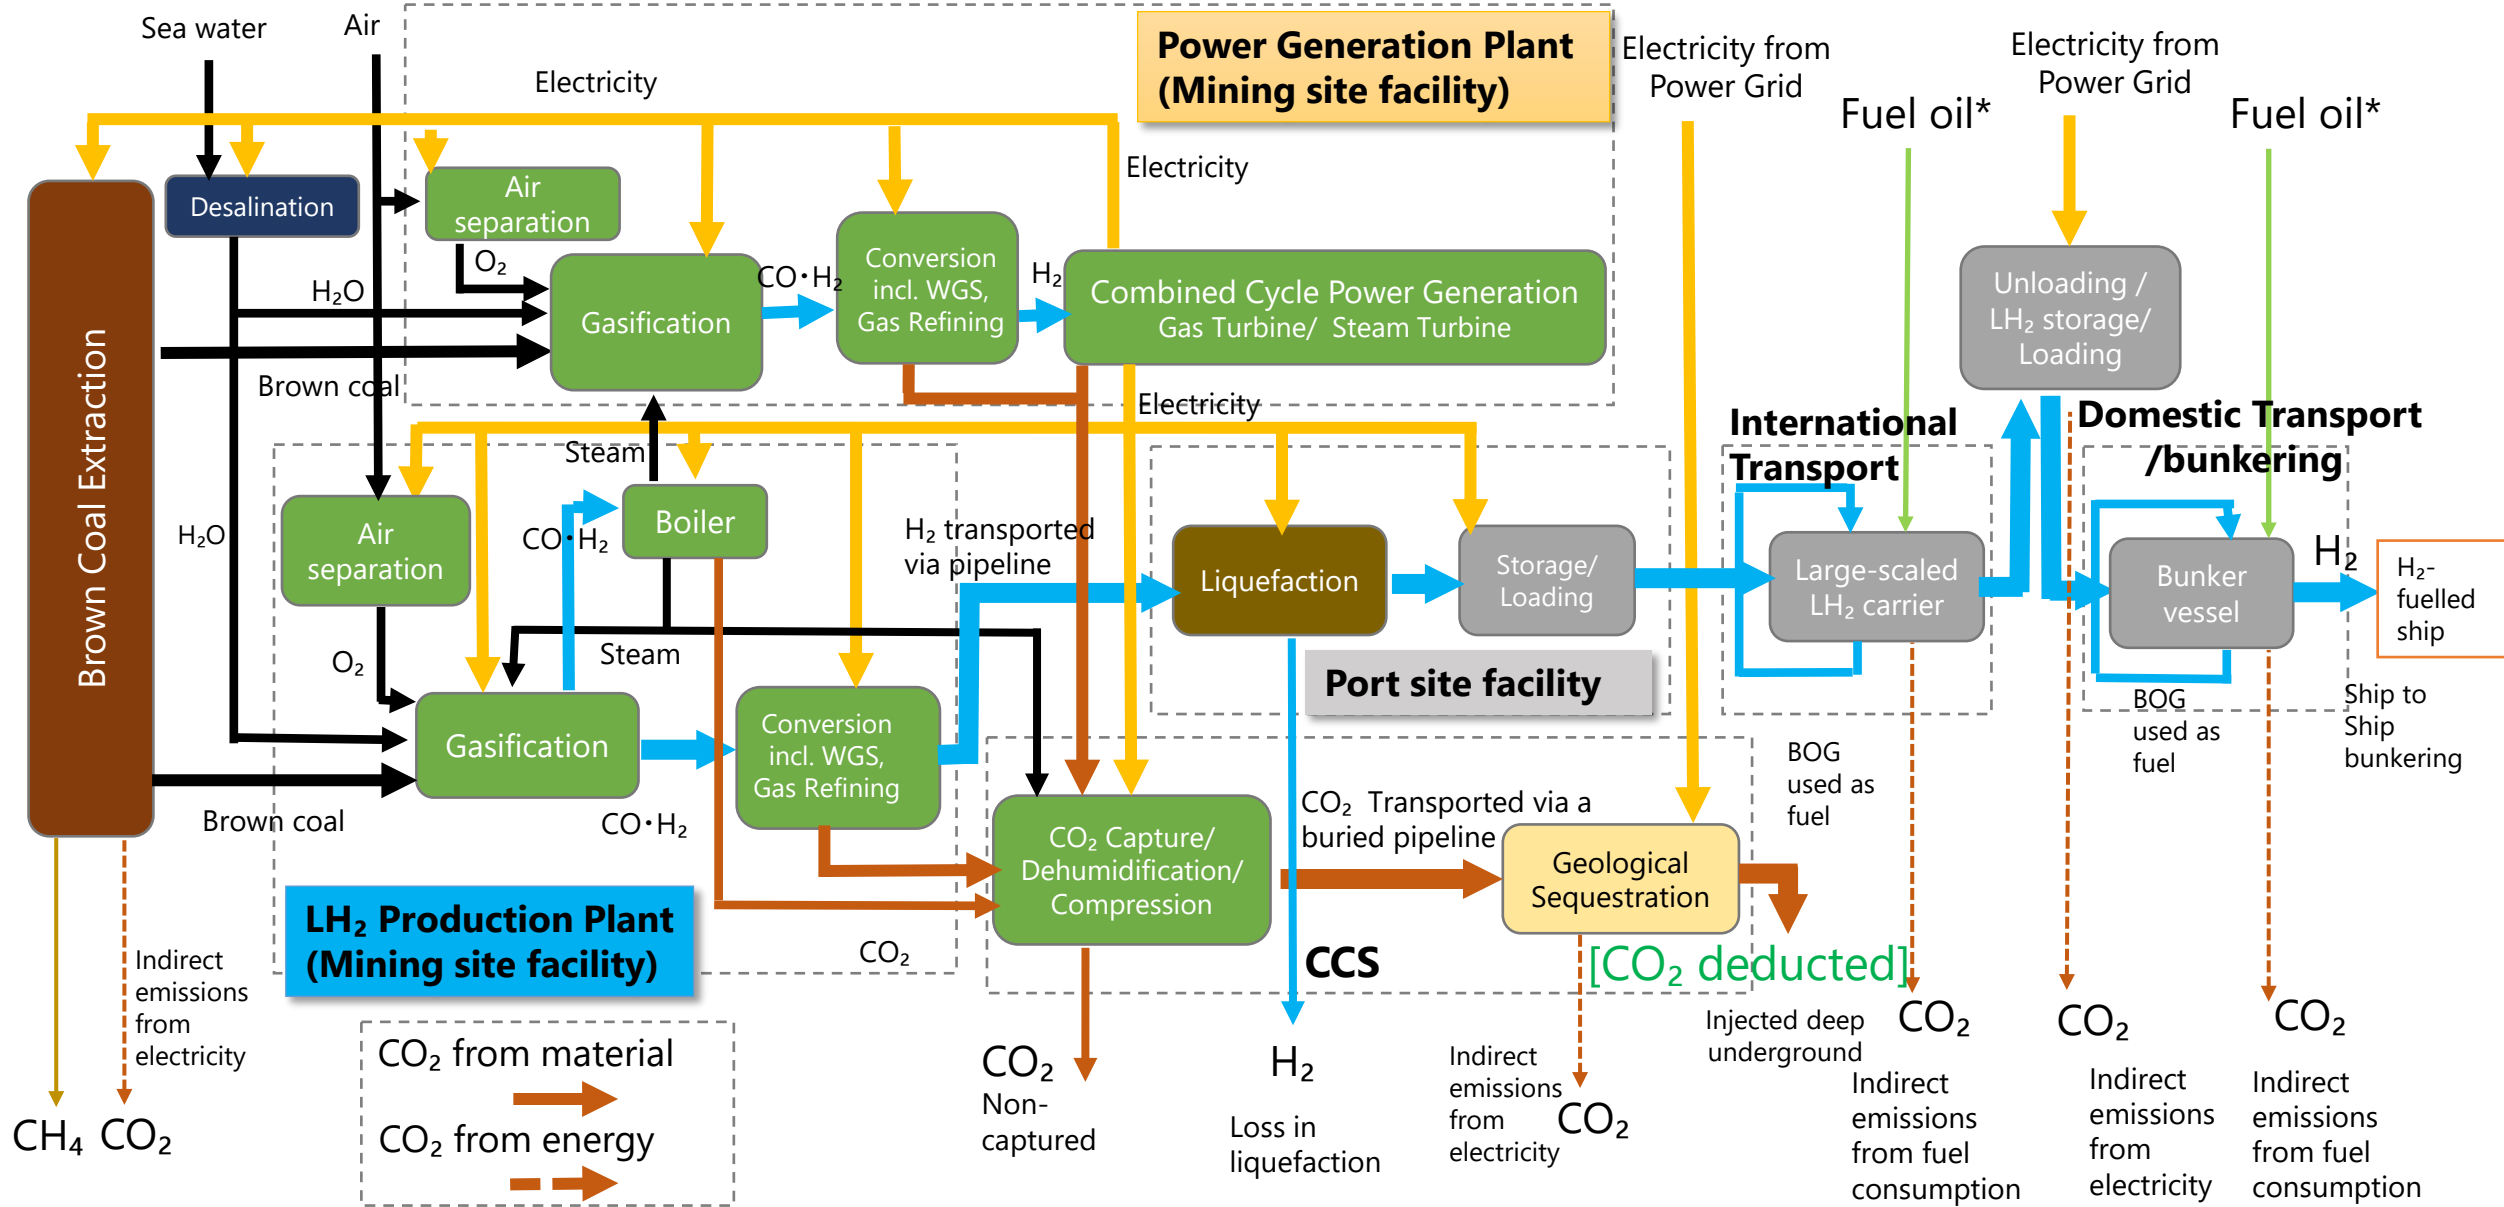 Sea water
Air
Electricity
Power Generation Plant
(Mining site facility)
Electricity from
Power Grid
Electricity from
Power Grid
Fuel oil*
Fuel oil*
Desalination
Air
separation
Electricity
O₂
H₂O
Gasification
CO・H₂
Conversion
incl. WGS,
Gas Refining
H₂
Combined Cycle Power Generation
Gas Turbine/ Steam Turbine
Unloading /
LH₂ storage/
Loading
Brown Coal Extraction
Brown coal
Electricity
Steam
International
Transport
Domestic Transport
/bunkering
H₂O
Air
separation
CO・H₂
Boiler
H₂ transported
via pipeline
Liquefaction
Storage/
Loading
Large-scaled
LH₂ carrier
Bunker
vessel
H₂
H₂-
fuelled
ship
O₂
Steam
Port site facility
Gasification
Conversion
incl. WGS,
Gas Refining
BOG
used as
fuel
BOG
used as
fuel
Ship to
Ship
bunkering
Brown coal
CO・H₂
CO₂ Capture/
Dehumidification/
Compression
CO₂ Transported via a
buried pipeline
Geological
Sequestration
LH₂ Production Plant
(Mining site facility)
CO₂
CCS
[CO₂ deducted]
Indirect
emissions
from
electricity
Injected deep
underground
CO₂
CO₂
CO₂
CO₂ from material
CO₂ from energy
CH₄
CO₂
CO₂
Non-
captured
H₂
Loss in
liquefaction
Indirect
emissions
from
electricity
CO₂
Indirect
emissions
from fuel
consumption
Indirect
emissions
from
electricity
Indirect
emissions
from fuel
consumption